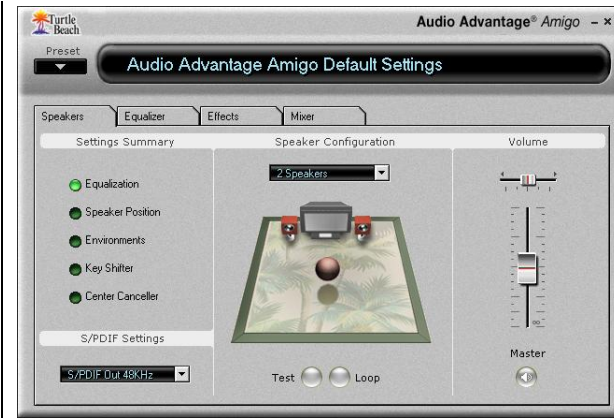 Turtle
Beach
Audio Advantage® Amigo
Preset
Audio Advantage Amigo Default Settings
Speakers Equalizer Effects Mixer
Settings Summary
Speaker Configuration
Volume
2 Speakers
Equalization
Speaker Position
Environments
Key Shifter
Center Canceller
∞
S/PDIF Settings
S/PDIF Out 48KHz
Test
Loop
Master